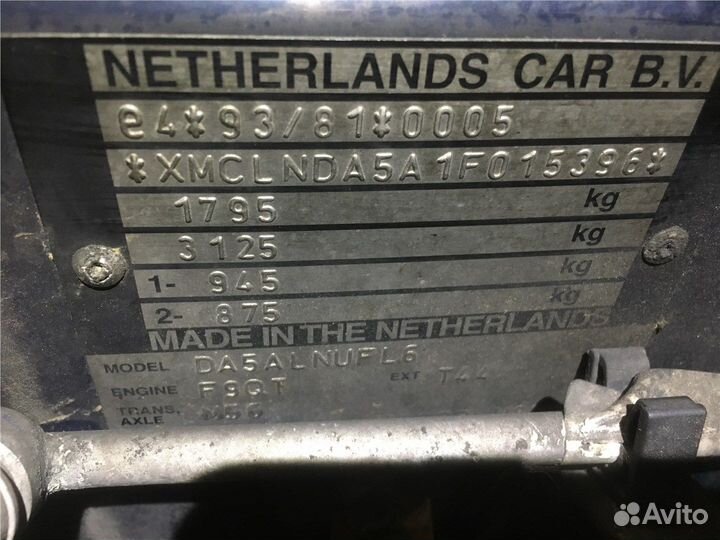 NETHERLANDS CAR B.V.
e4*93/81*0005
*XMCLNDA5A1F015396*
1795 kg
3125 kg
1- 945 kg
2- 875 kg
MADE IN THE NETHERLANDS
MODEL DA5ALNUFL6
ENGINE F9QT EXT T44
TRANS.
AXLE
Avito